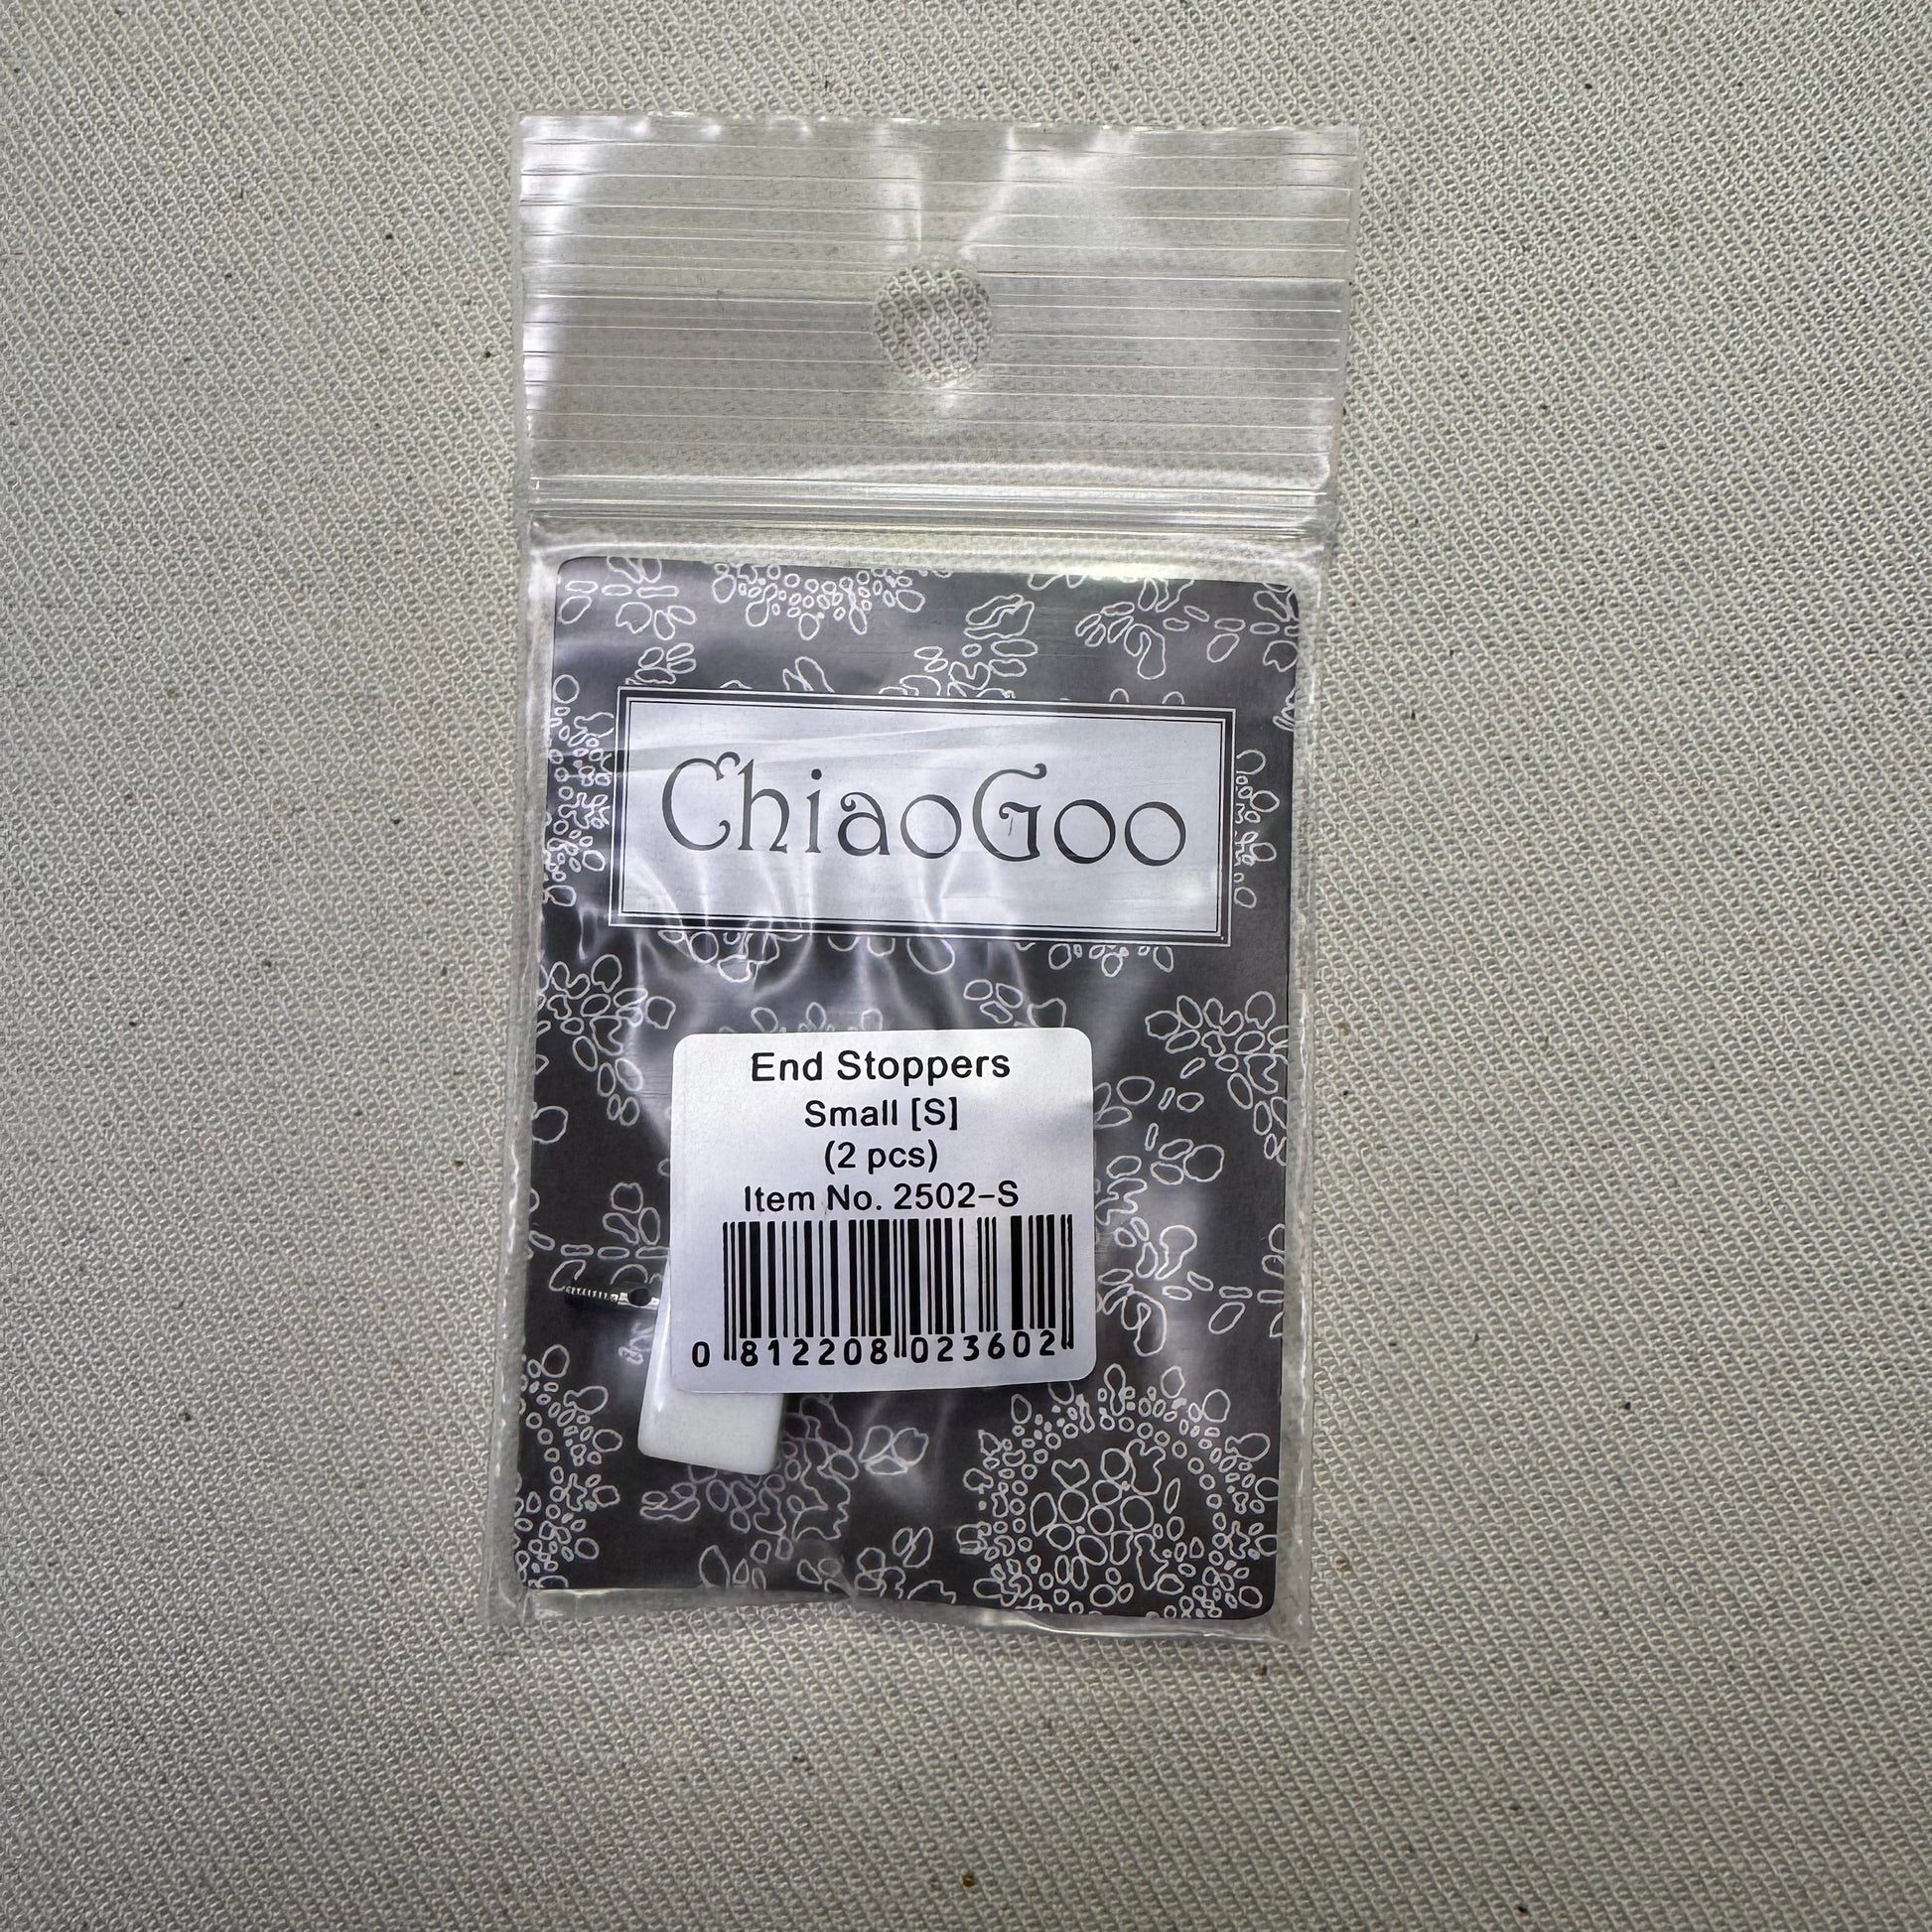 ChiaoGoo
End Stoppers
Small [S]
(2 pcs)
Item No. 2502-S
0 812208 023602